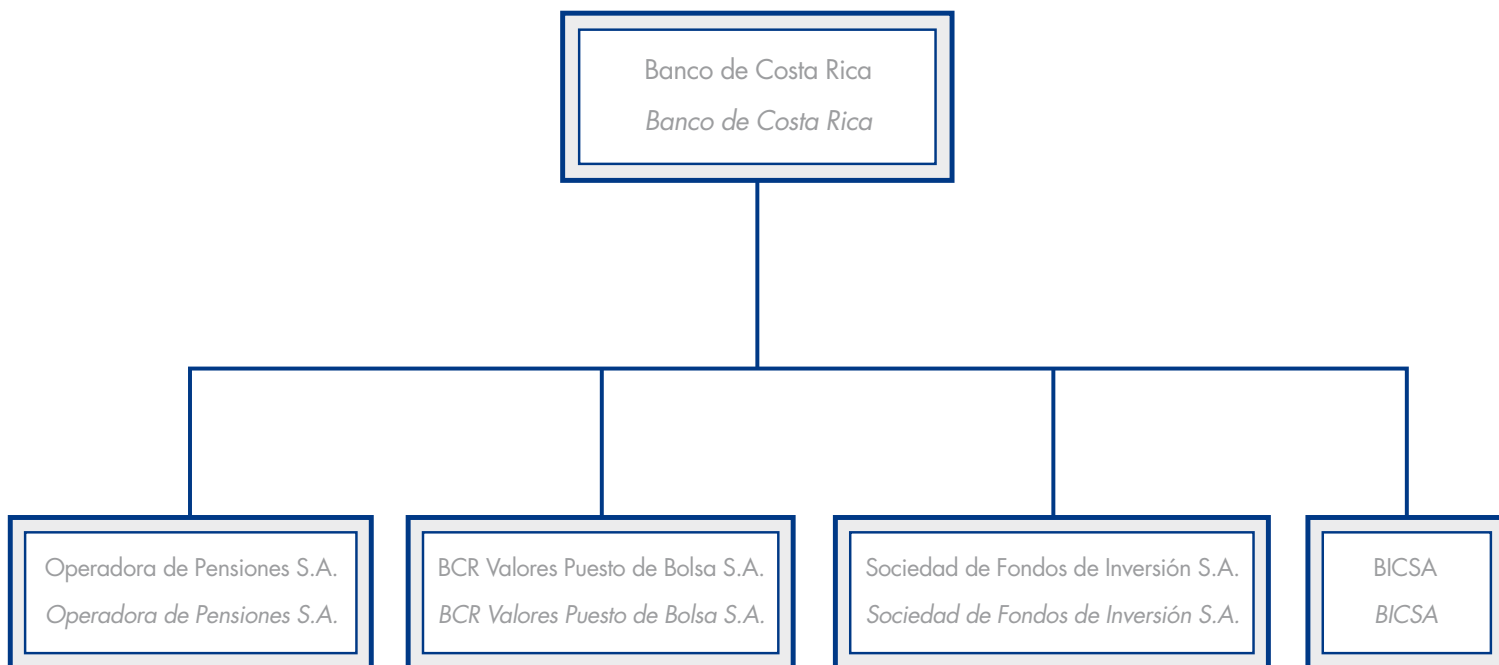 Banco de Costa Rica
Banco de Costa Rica
Operadora de Pensiones S.A.
Operadora de Pensiones S.A.
BCR Valores Puesto de Bolsa S.A.
BCR Valores Puesto de Bolsa S.A.
Sociedad de Fondos de Inversión S.A.
Sociedad de Fondos de Inversión S.A.
BICSA
BICSA